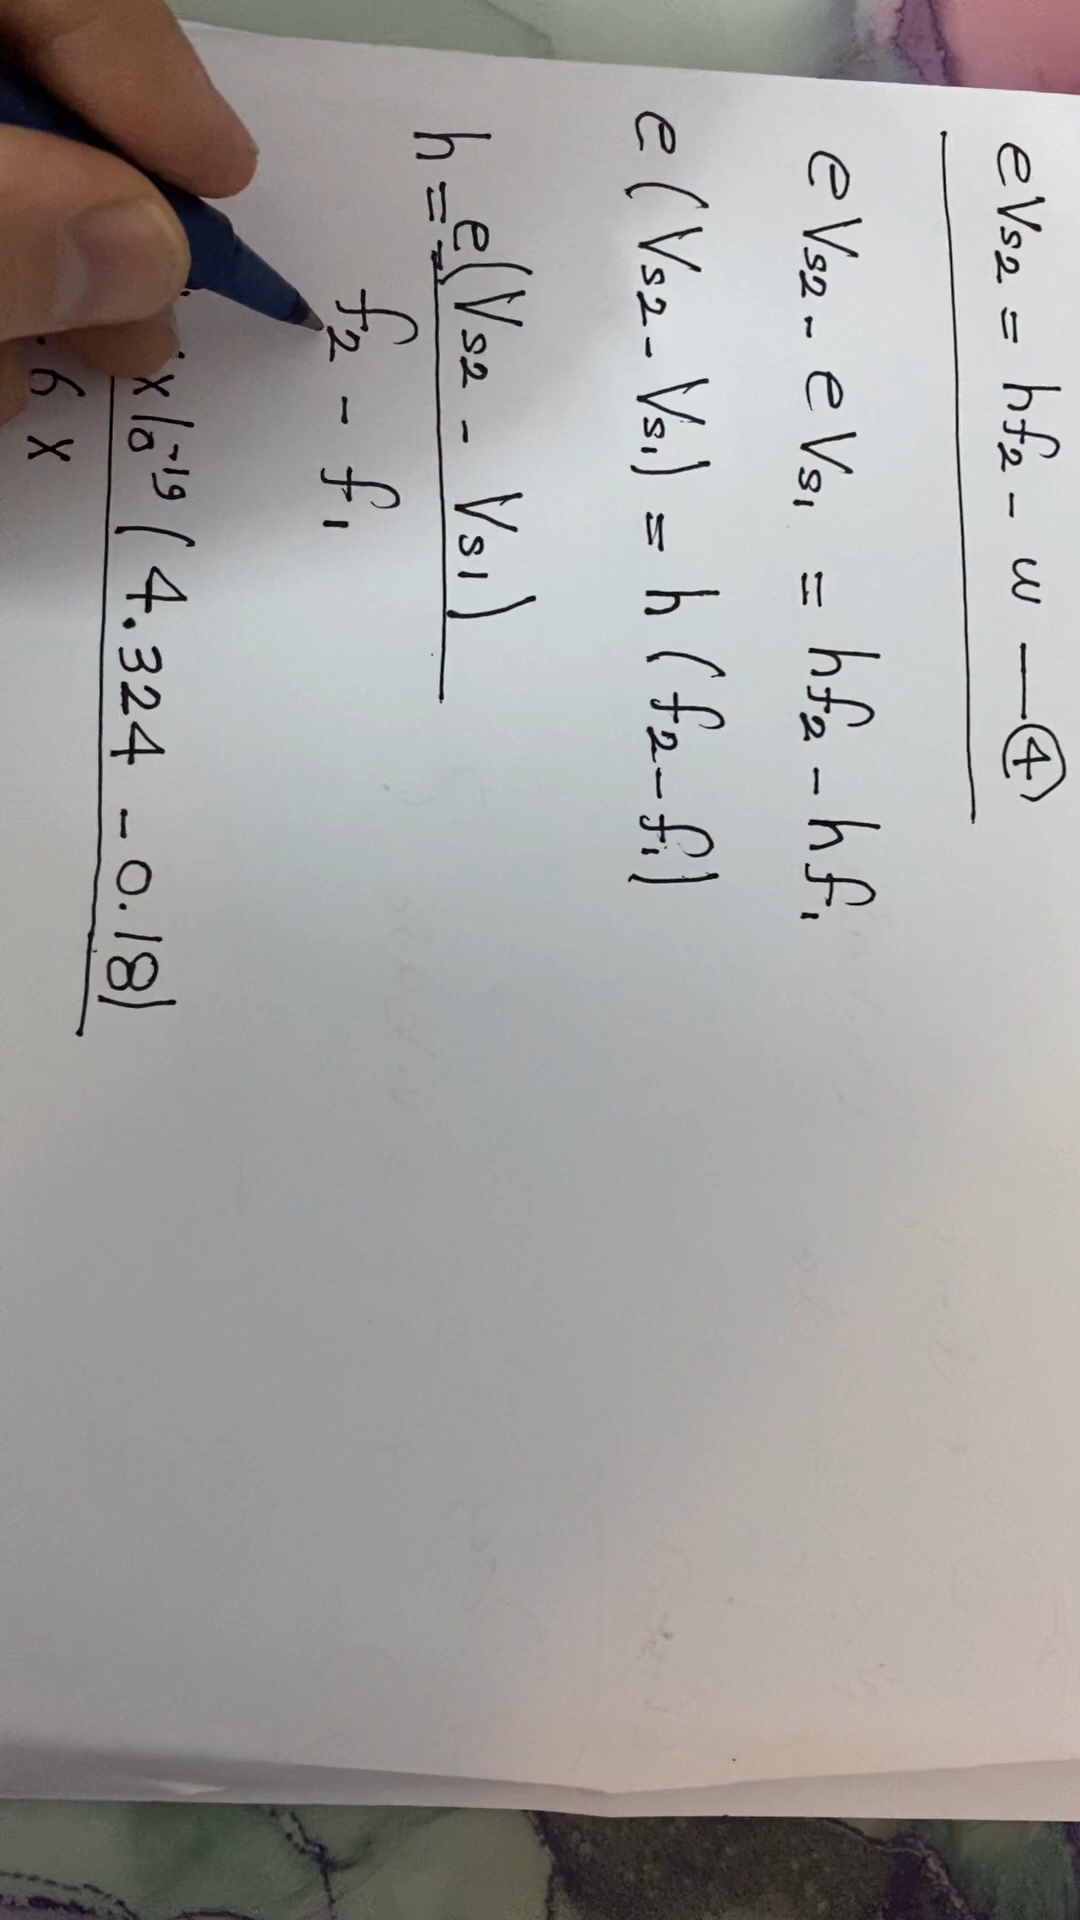 eVs2 = hf2 - w — ④
eVs2 - eVs1 = hf2 - hf1
e(Vs2 - Vs1) = h(f2 - f1)
h = e(Vs2 - Vs1)
f2 - f1
x10^-19 (4.324 - 0.18)
6 x